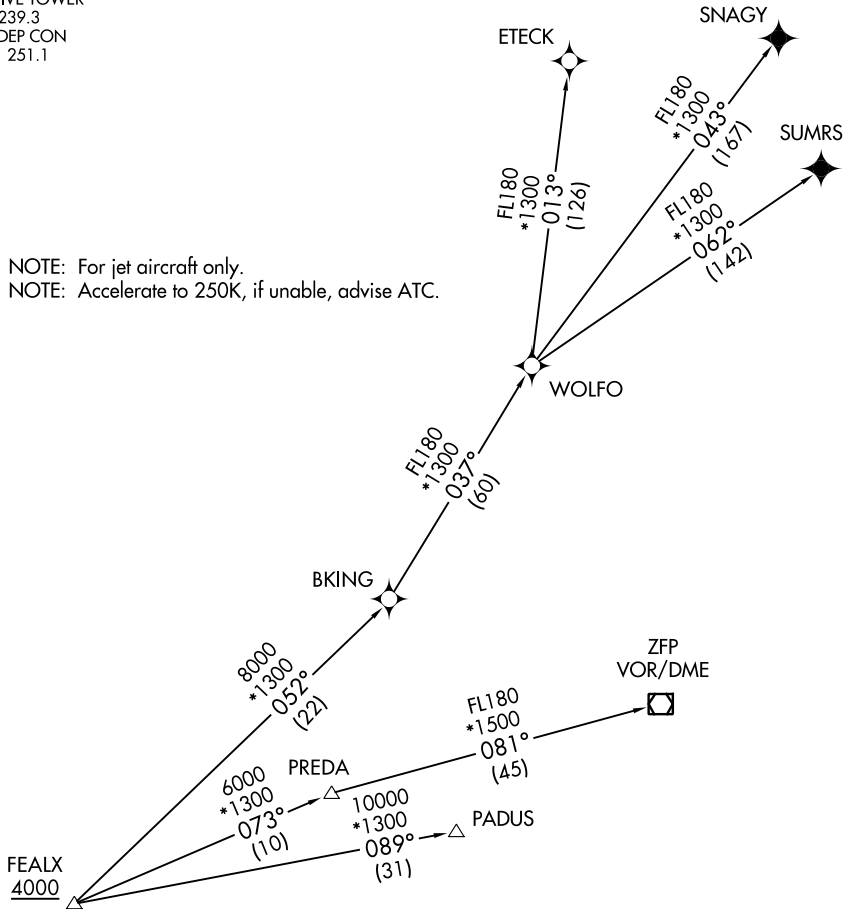 TOWER
239.3
DEP CON
251.1
SNAGY
ETECK
FL180
*1300
043°
(167)
SUMRS
FL180
*1300
013°
(126)
FL180
*1300
062°
(142)
NOTE: For jet aircraft only.
NOTE: Accelerate to 250K, if unable, advise ATC.
WOLFO
FL180
*1300
037°
(60)
BKING
8000
*1300
052°
(22)
ZFP
VOR/DME
FL180
*1500
081°
(45)
PREDA
6000
*1300
073°
(10)
10000
*1300
089°
(31)
PADUS
FEALX
4000